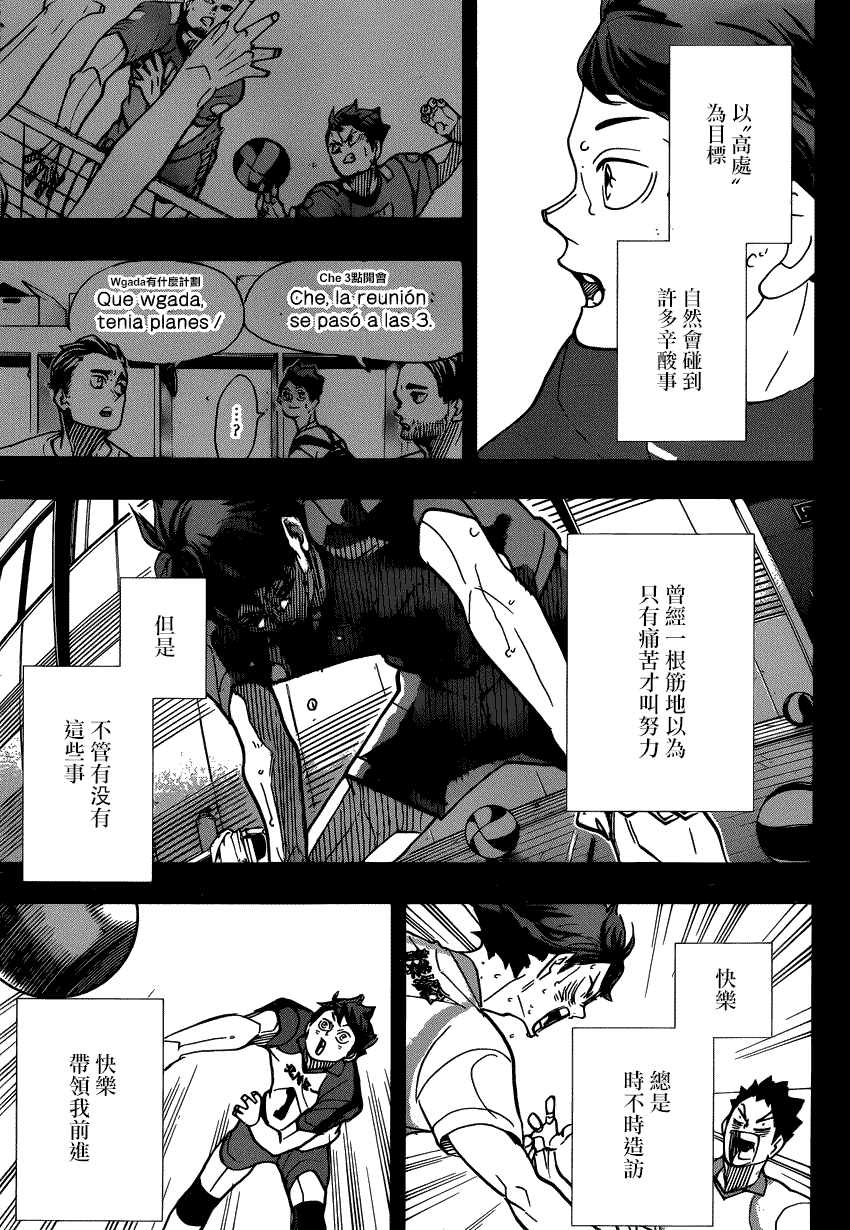 以〝高處〞
為目標
自然會碰到
許多辛酸事
Che 3點開會
Che, la reunión
se pasó a las 3.
Wgada有什麼計劃
Que wgada,
tenia planes!
…?
曾經一根筋地以為
只有痛苦才叫努力
但是
不管有没有
這些事
快樂
總是
時不時造訪
快樂
帶領我前進